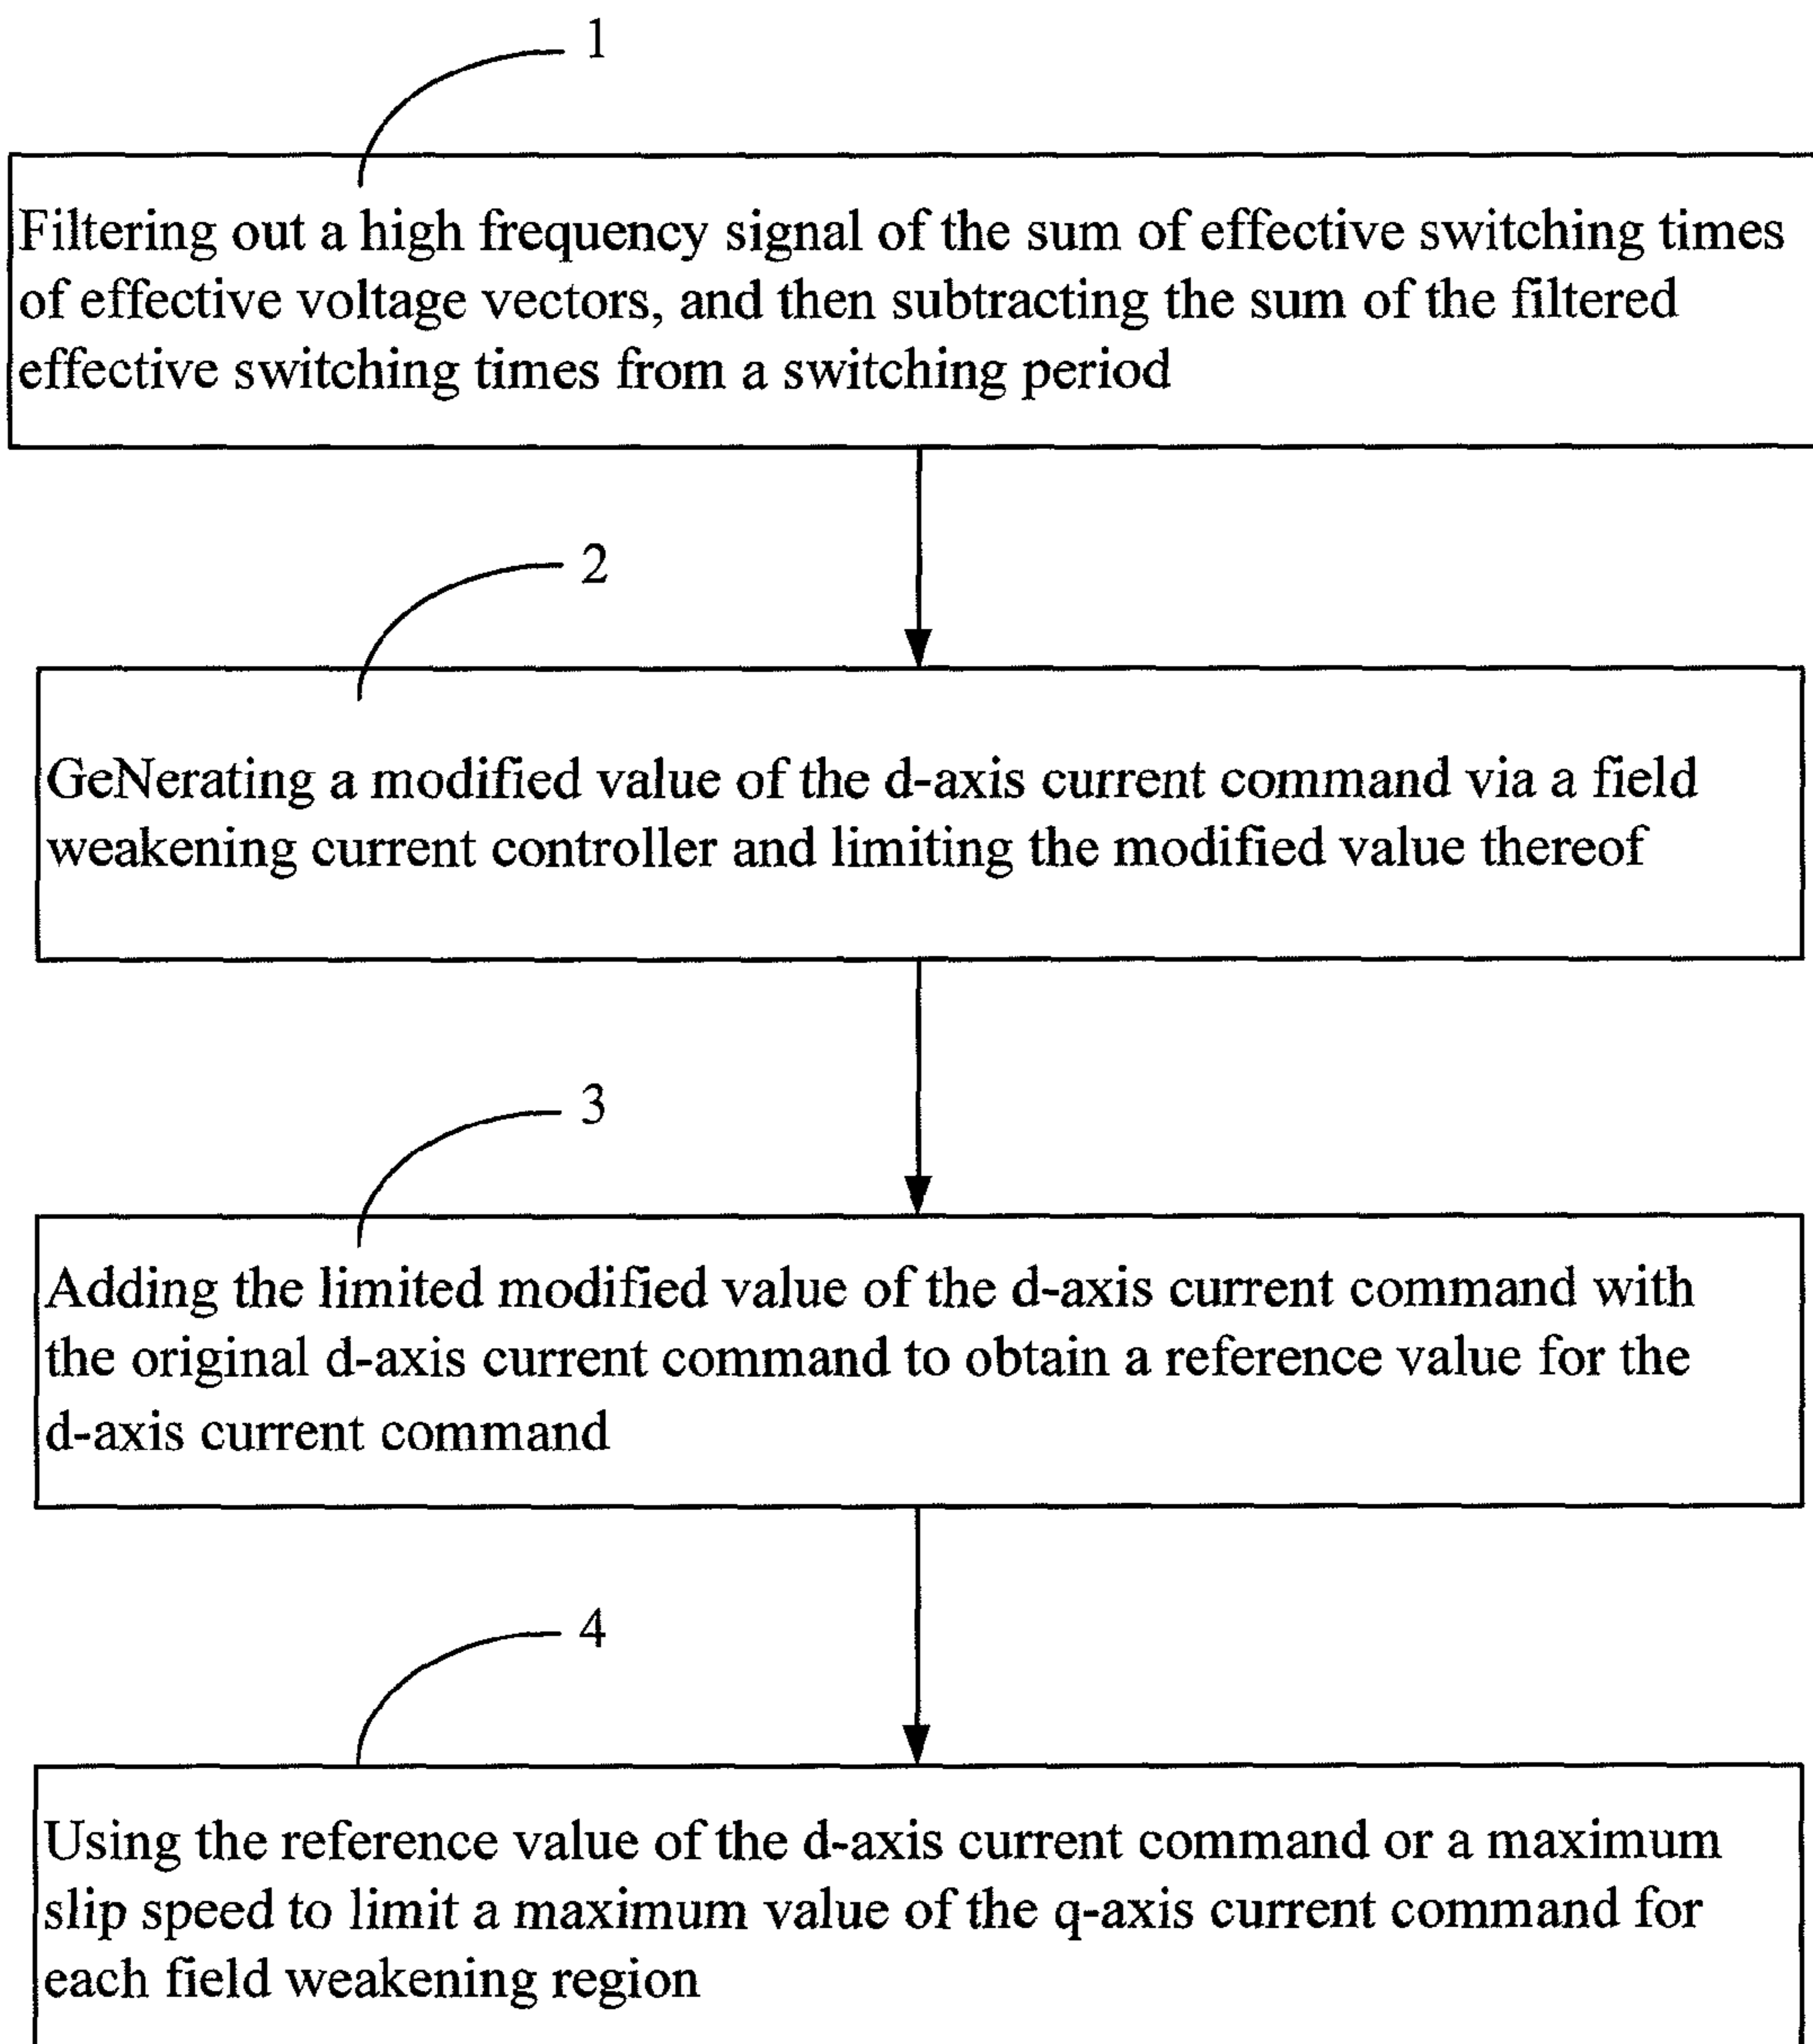 1
Filtering out a high frequency signal of the sum of effective switching times
of effective voltage vectors, and then subtracting the sum of the filtered
effective switching times from a switching period
2
GeNerating a modified value of the d-axis current command via a field
weakening current controller and limiting the modified value thereof
3
Adding the limited modified value of the d-axis current command with
the original d-axis current command to obtain a reference value for the
d-axis current command
4
Using the reference value of the d-axis current command or a maximum
slip speed to limit a maximum value of the q-axis current command for
each field weakening region